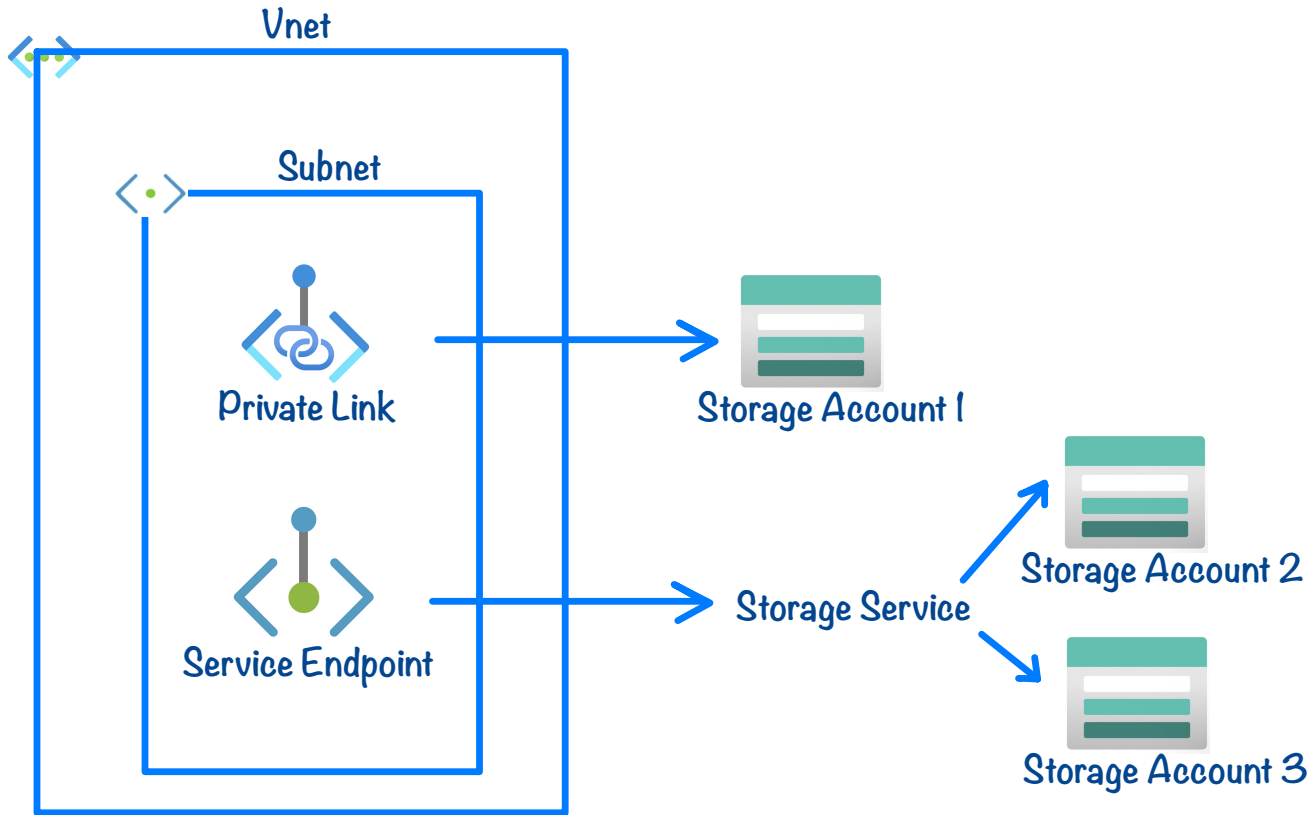 Vnet
Subnet
Private Link
Storage Account 1
Service Endpoint
Storage Service
Storage Account 2
Storage Account 3